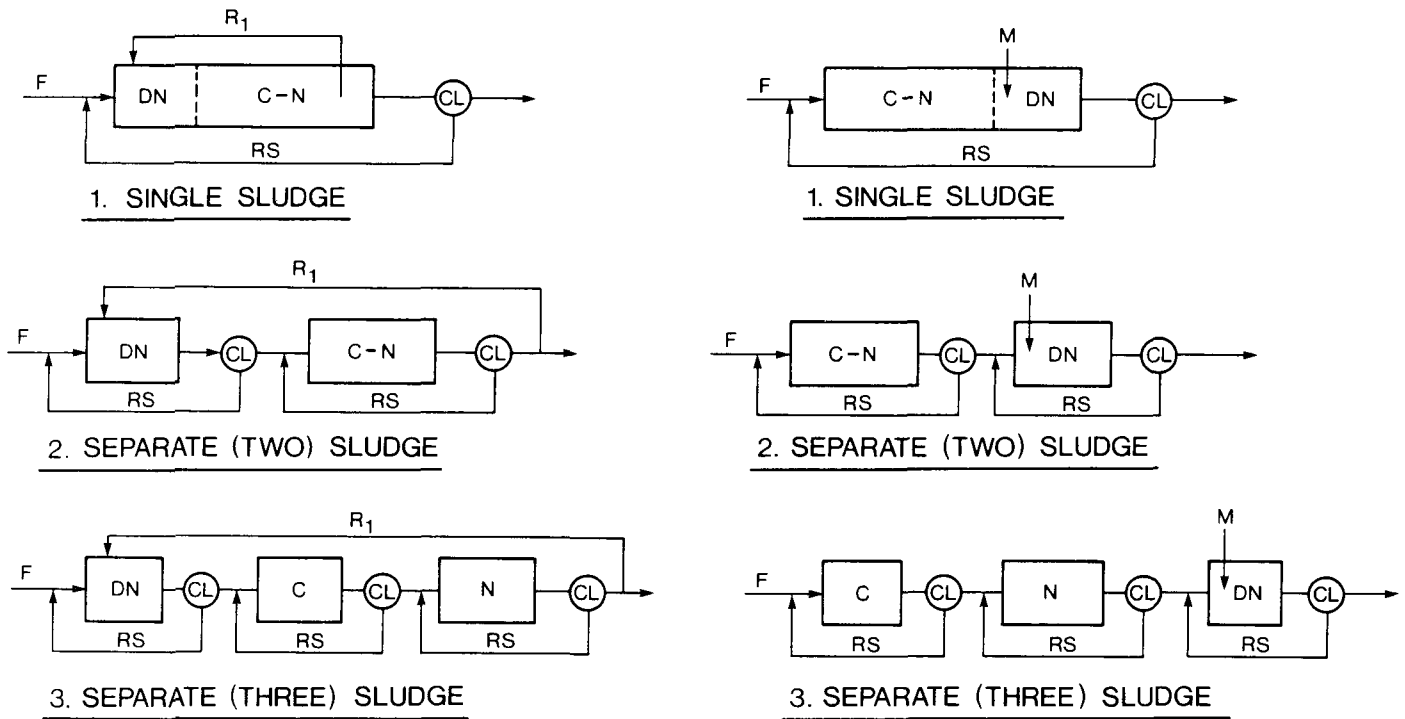 R1
F
DN
C-N
CL
RS
1. SINGLE SLUDGE
M
F
C-N
DN
CL
RS
1. SINGLE SLUDGE
R1
F
DN
CL
C-N
CL
RS
RS
2. SEPARATE (TWO) SLUDGE
M
F
C-N
CL
DN
CL
RS
RS
2. SEPARATE (TWO) SLUDGE
R1
F
DN
CL
C
CL
N
CL
RS
RS
RS
3. SEPARATE (THREE) SLUDGE
M
F
C
CL
N
CL
DN
CL
RS
RS
RS
3. SEPARATE (THREE) SLUDGE